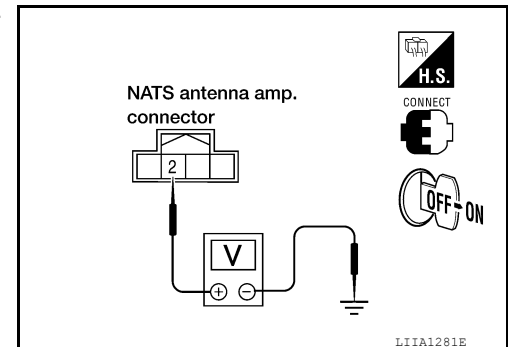 H.S.
NATS antenna amp.
connector
CONNECT
2
OFF-ON
V
+ −
LIIA1281E